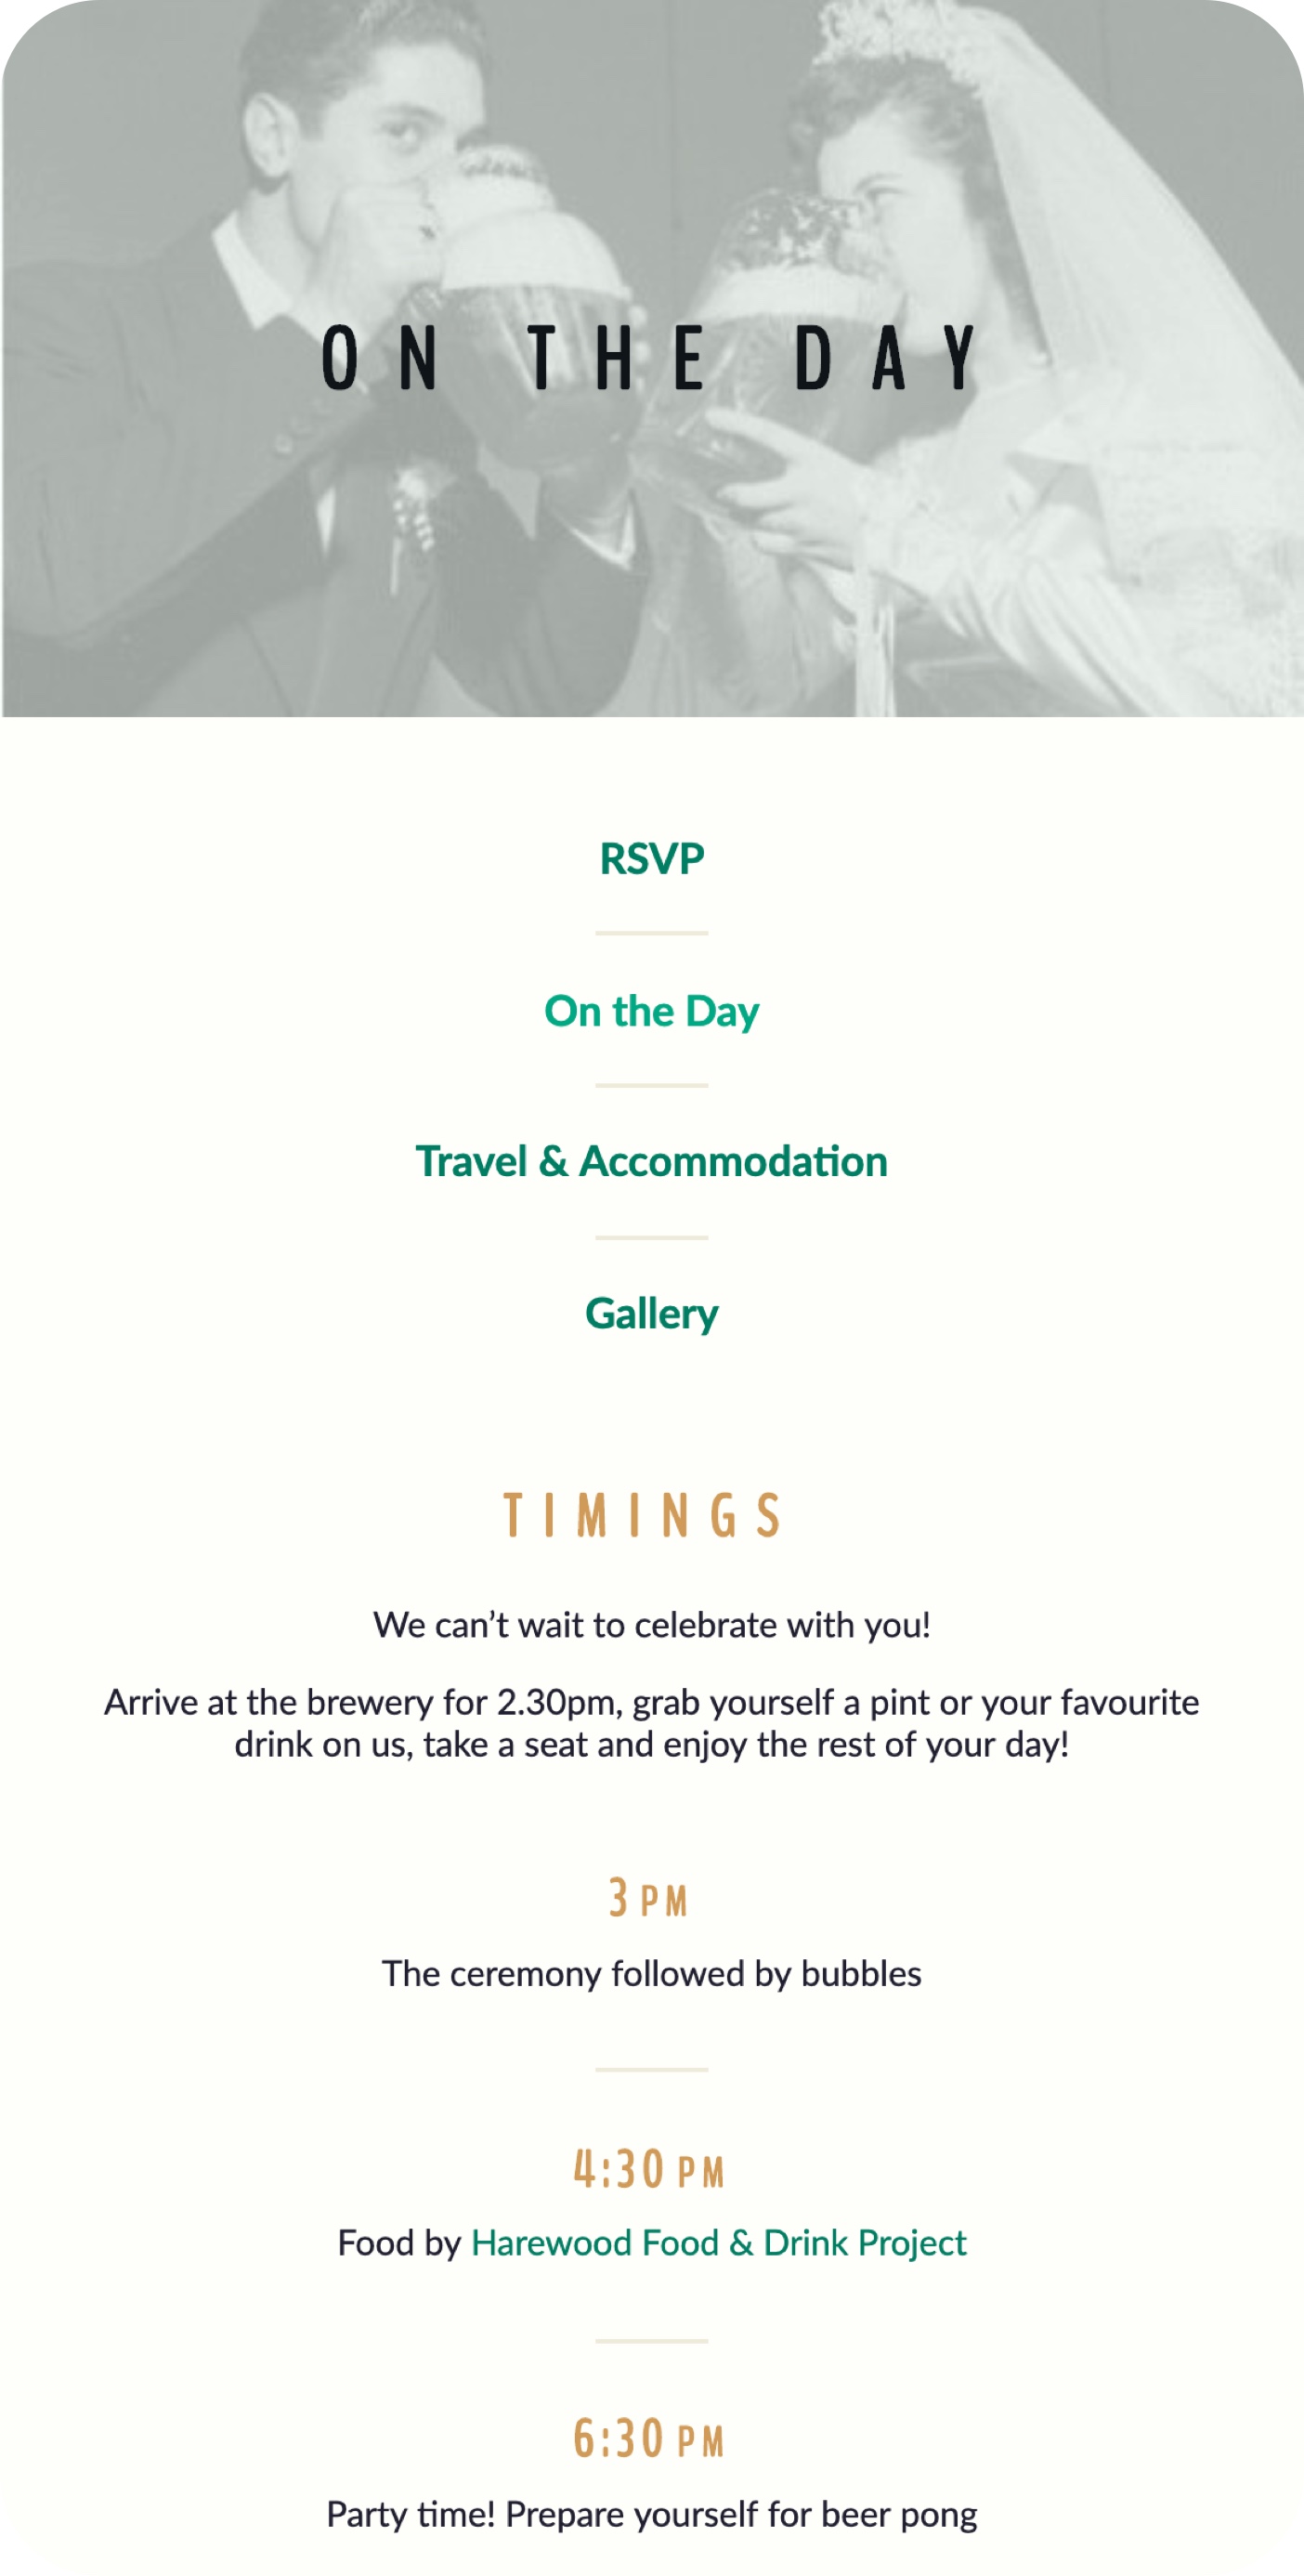 ON THE DAY
RSVP
On the Day
Travel & Accommodation
Gallery
TIMINGS
We can’t wait to celebrate with you!
Arrive at the brewery for 2.30pm, grab yourself a pint or your favourite
drink on us, take a seat and enjoy the rest of your day!
3 PM
The ceremony followed by bubbles
4:30 PM
Food by Harewood Food & Drink Project
6:30 PM
Party time! Prepare yourself for beer pong